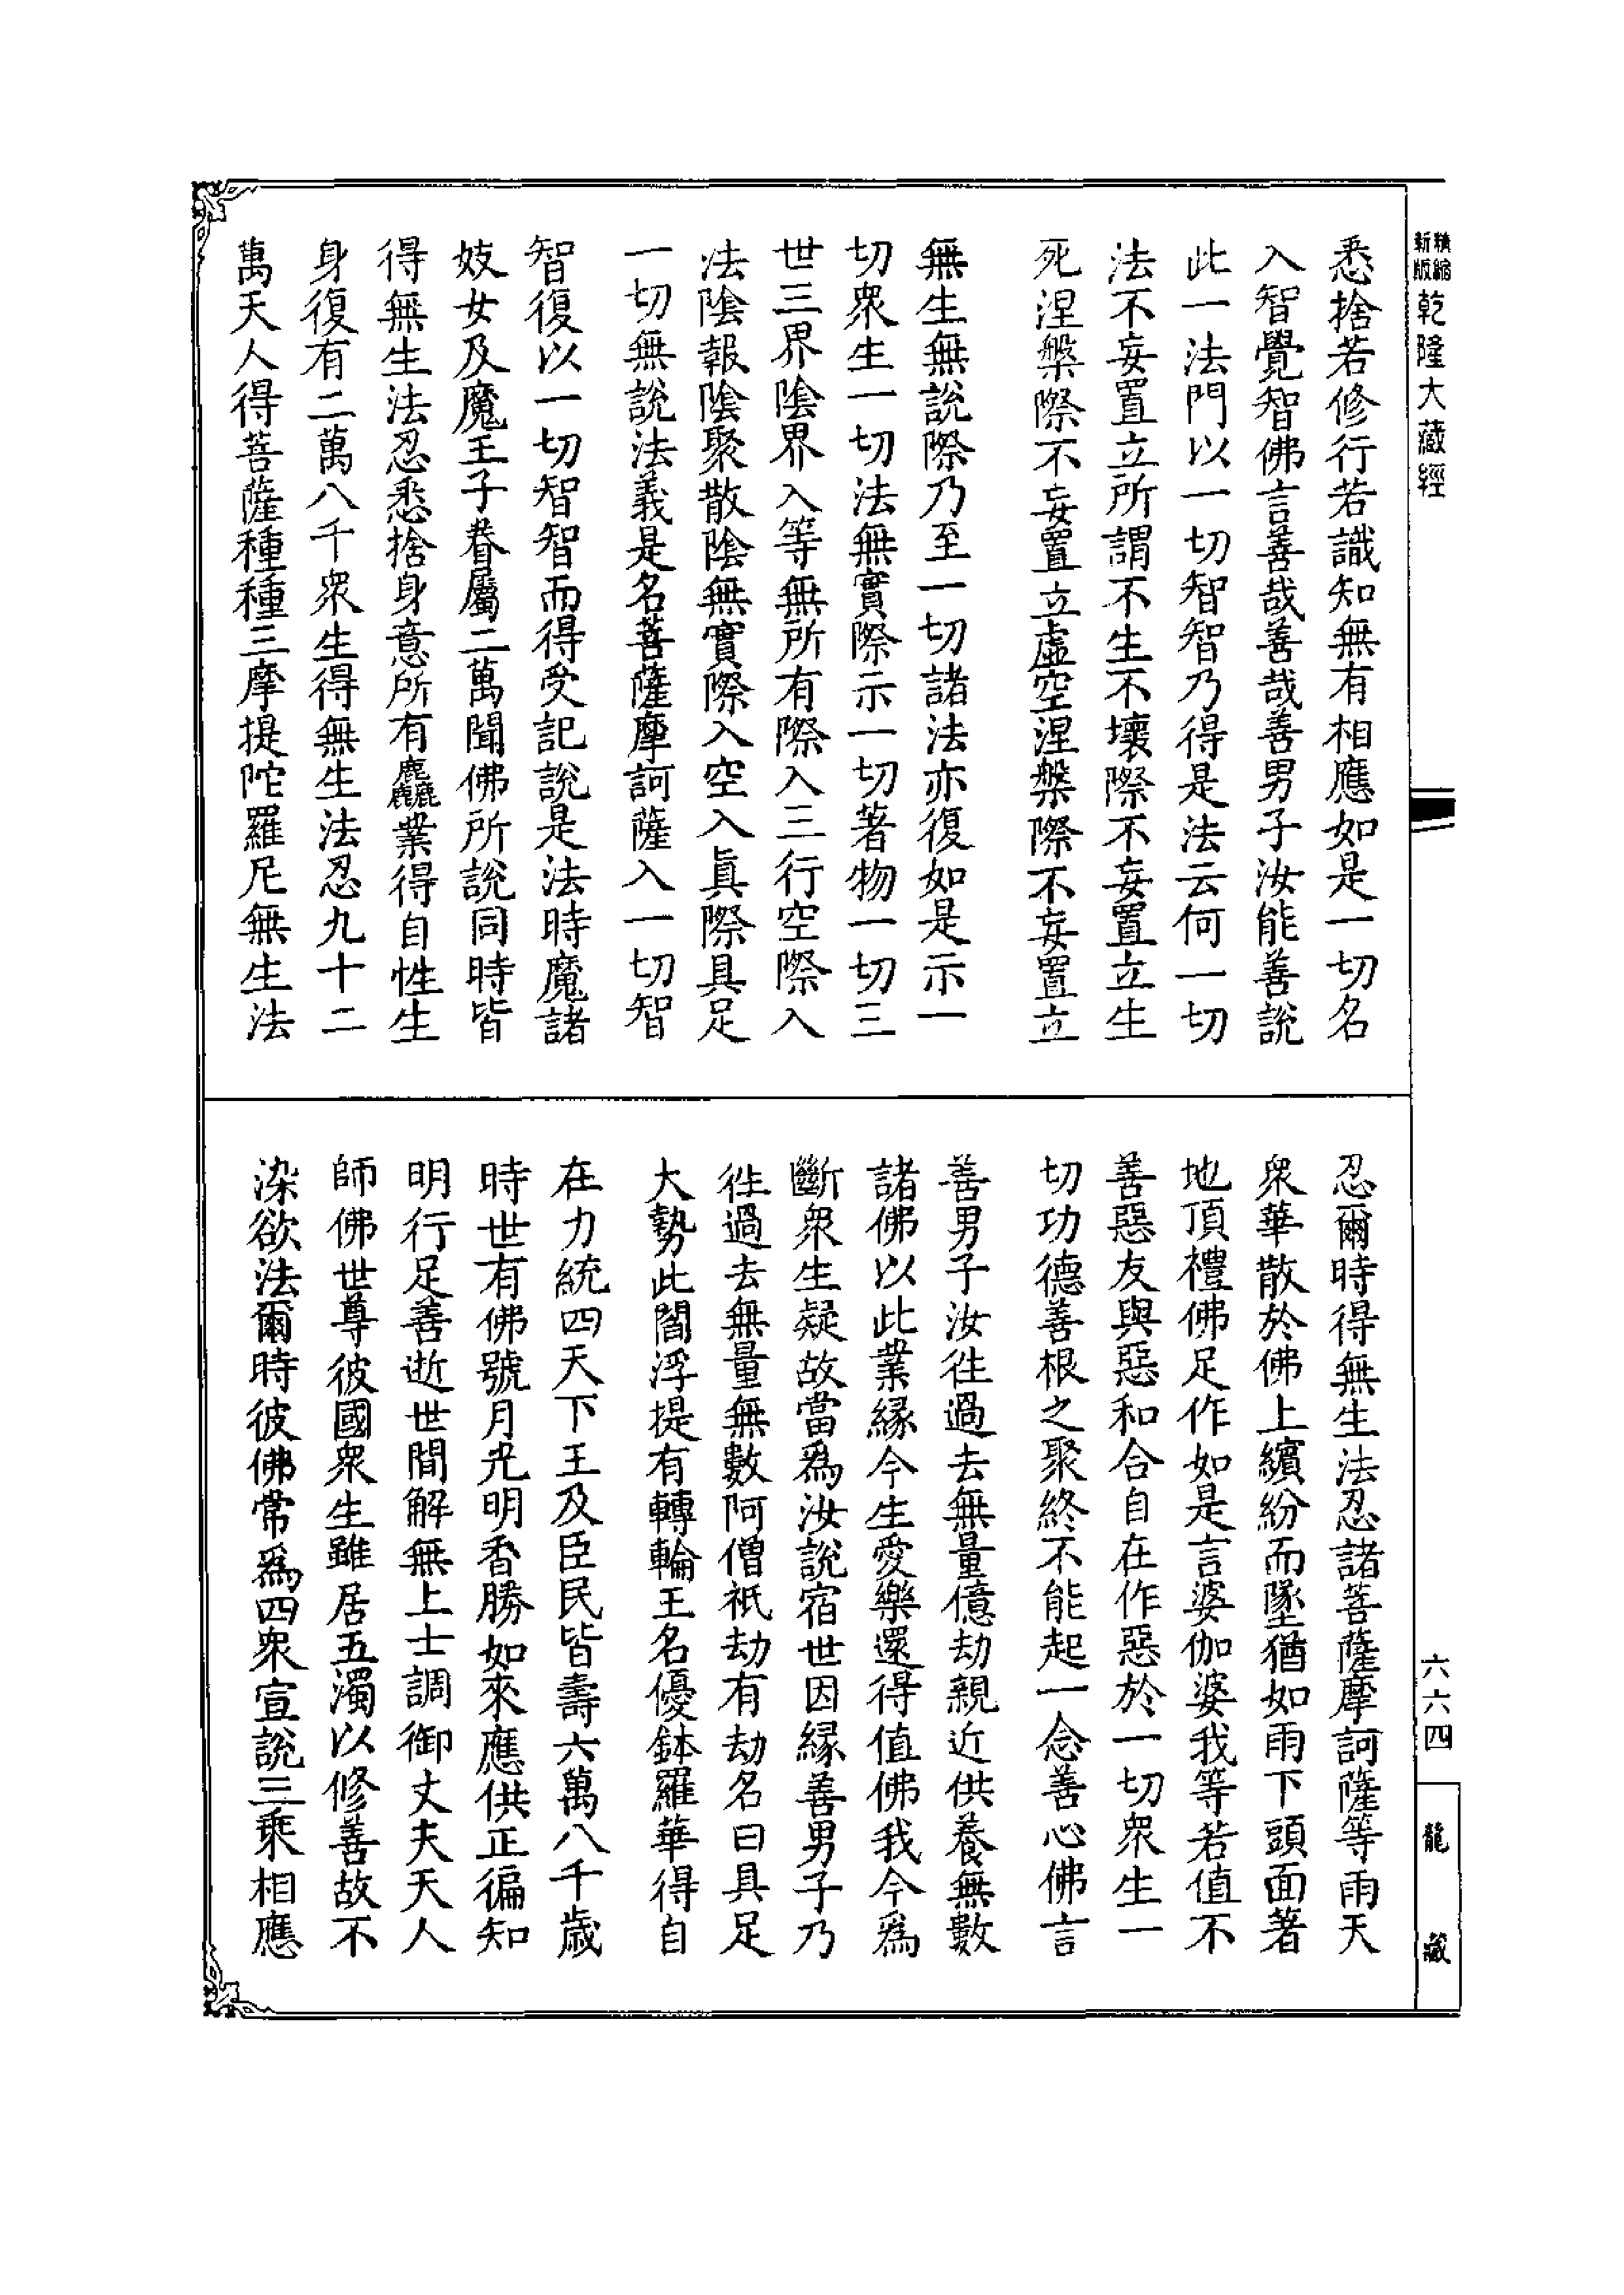 精縮
新版
乾隆大藏經
悉捨若修行若識知無有相應如是一切名
入智覺智佛言善哉善哉善男子汝能善說
此一法門以一切智智乃得是法云何一切
法不妄置立所謂不生不壞際不妄置立生
死涅槃際不妄置立虛空涅槃際不妄置立
無生無說際乃至一切諸法亦復如是示一
切衆生一切法無實際示一切著物一切三
世三界陰界入等無所有際入三行空際入
法陰報陰聚散陰無實際入空入眞際具足
一切無說法義是名菩薩摩訶薩入一切智
智復以一切智智而得受記說是法時魔諸
妓女及魔王子眷屬二萬聞佛所說同時皆
得無生法忍悉捨身意所有麤業得自性生
身復有二萬八千衆生得無生法忍九十二
萬天人得菩薩種種三摩提陀羅尼無生法
忍爾時得無生法忍諸菩薩摩訶薩等雨天
衆華散於佛上繽紛而墜猶如雨下頭面著
地頂禮佛足作如是言婆伽婆我等若值不
善惡友與惡和合自在作惡於一切衆生一
切功德善根之聚終不能起一念善心佛言
善男子汝徃過去無量億劫親近供養無數
諸佛以此業緣今生愛樂還得值佛我今爲
斷衆生疑故當爲汝說宿世因緣善男子乃
徃過去無量無數阿僧祇劫有劫名曰具足
大勢此閻浮提有轉輪王名優鉢羅華得自
在力統四天下王及臣民皆壽六萬八千歲
時世有佛號月光明香勝如來應供正徧知
明行足善逝世間解無上士調御丈夫天人
師佛世尊彼國衆生雖居五濁以修善故不
染欲法爾時彼佛常爲四衆宣說三乘相應
六六四
龍藏